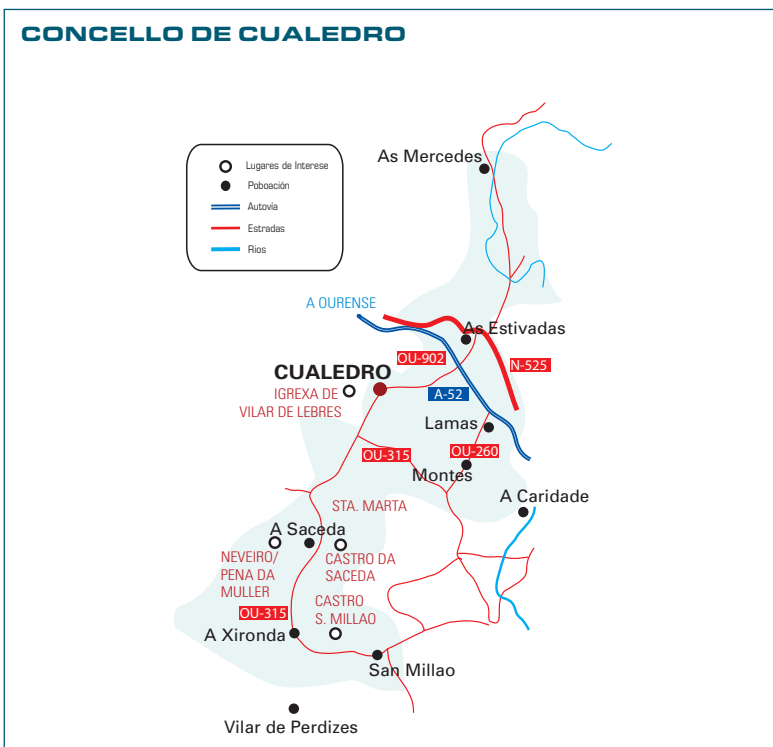 CONCELLO DE CUALEDRO
Lugares de Interese
Poboación
Autovía
Estradas
Rios
As Mercedes
A OURENSE
As Estivadas
OU-902
N-525
CUALEDRO
IGREXA DE
VILAR DE LEBRES
A-52
Lamas
OU-315
OU-260
Montes
A Caridade
STA. MARTA
A Saceda
NEVEIRO/
PENA DA
MULLER
CASTRO DA
SACEDA
CASTRO
S. MILLAO
OU-315
A Xironda
San Millao
Vilar de Perdizes